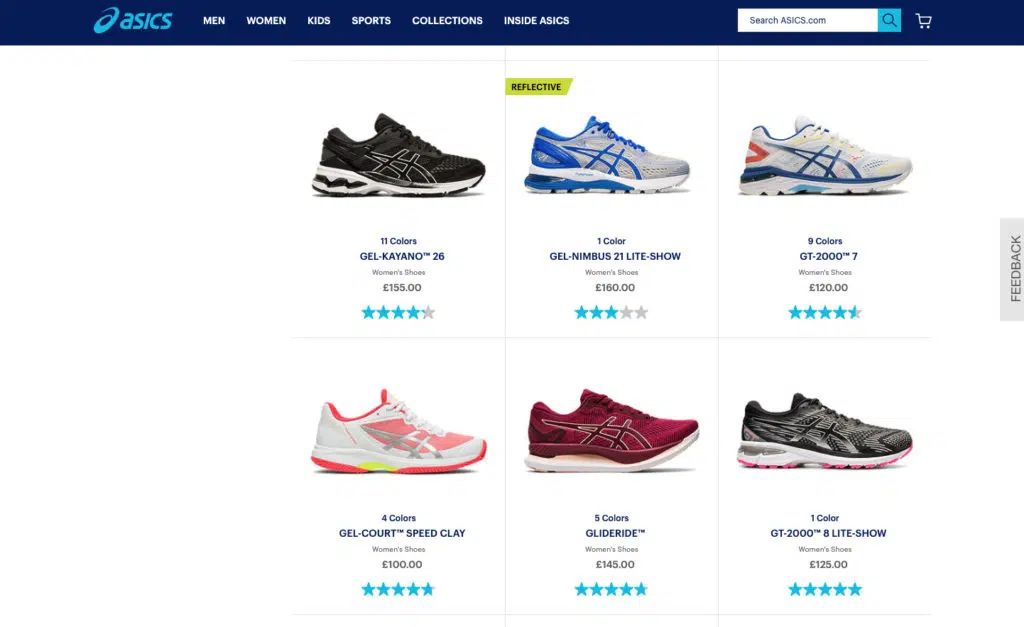 asics
MEN WOMEN KIDS SPORTS COLLECTIONS INSIDE ASICS
Search ASICS.com
REFLECTIVE
11 Colors
GEL-KAYANO™ 26
Women's Shoes
£155.00
1 Color
GEL-NIMBUS 21 LITE-SHOW
Women's Shoes
£160.00
9 Colors
GT-2000™ 7
Women's Shoes
£120.00
FEEDBACK
4 Colors
GEL-COURT™ SPEED CLAY
Women's Shoes
£100.00
5 Colors
GLIDERIDE™
Women's Shoes
£145.00
1 Color
GT-2000™ 8 LITE-SHOW
Women's Shoes
£125.00